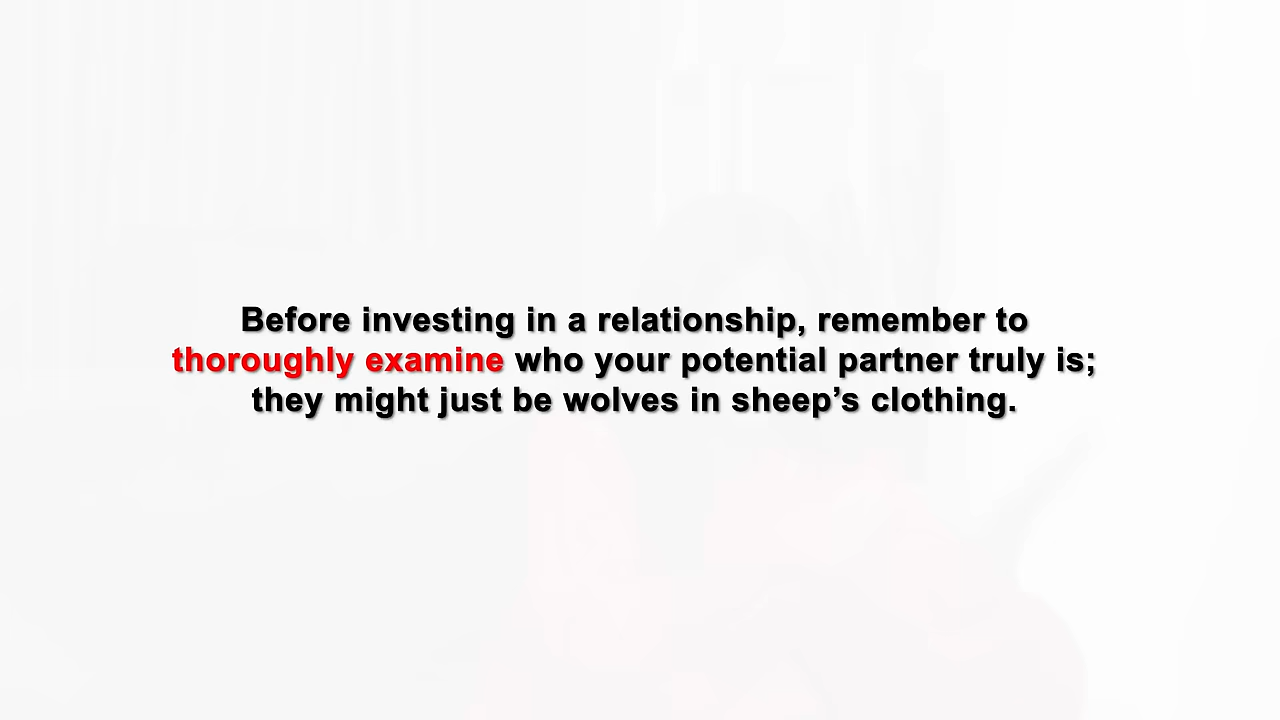 Before investing in a relationship, remember to
thoroughly examine who your potential partner truly is;
they might just be wolves in sheep’s clothing.